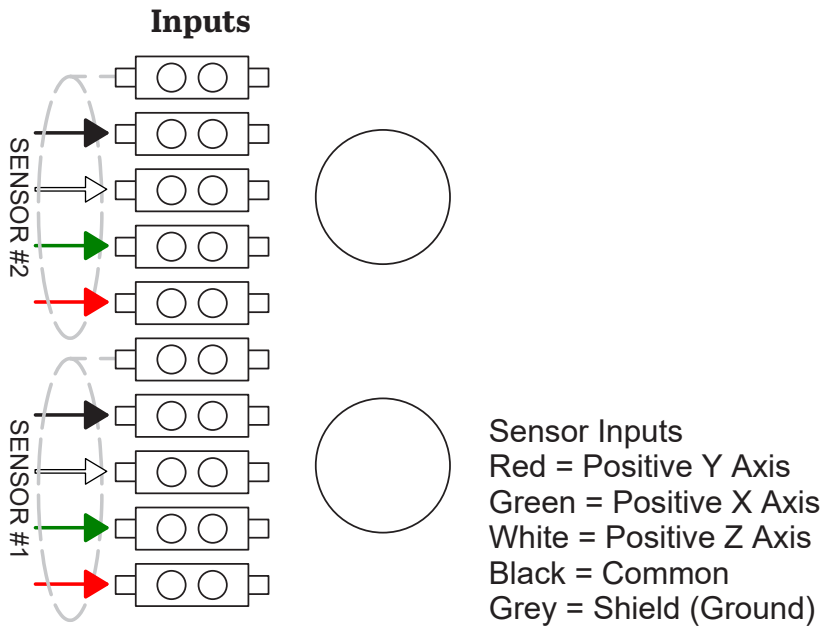 Inputs
SENSOR #2
SENSOR #1
Sensor Inputs
Red = Positive Y Axis
Green = Positive X Axis
White = Positive Z Axis
Black = Common
Grey = Shield (Ground)